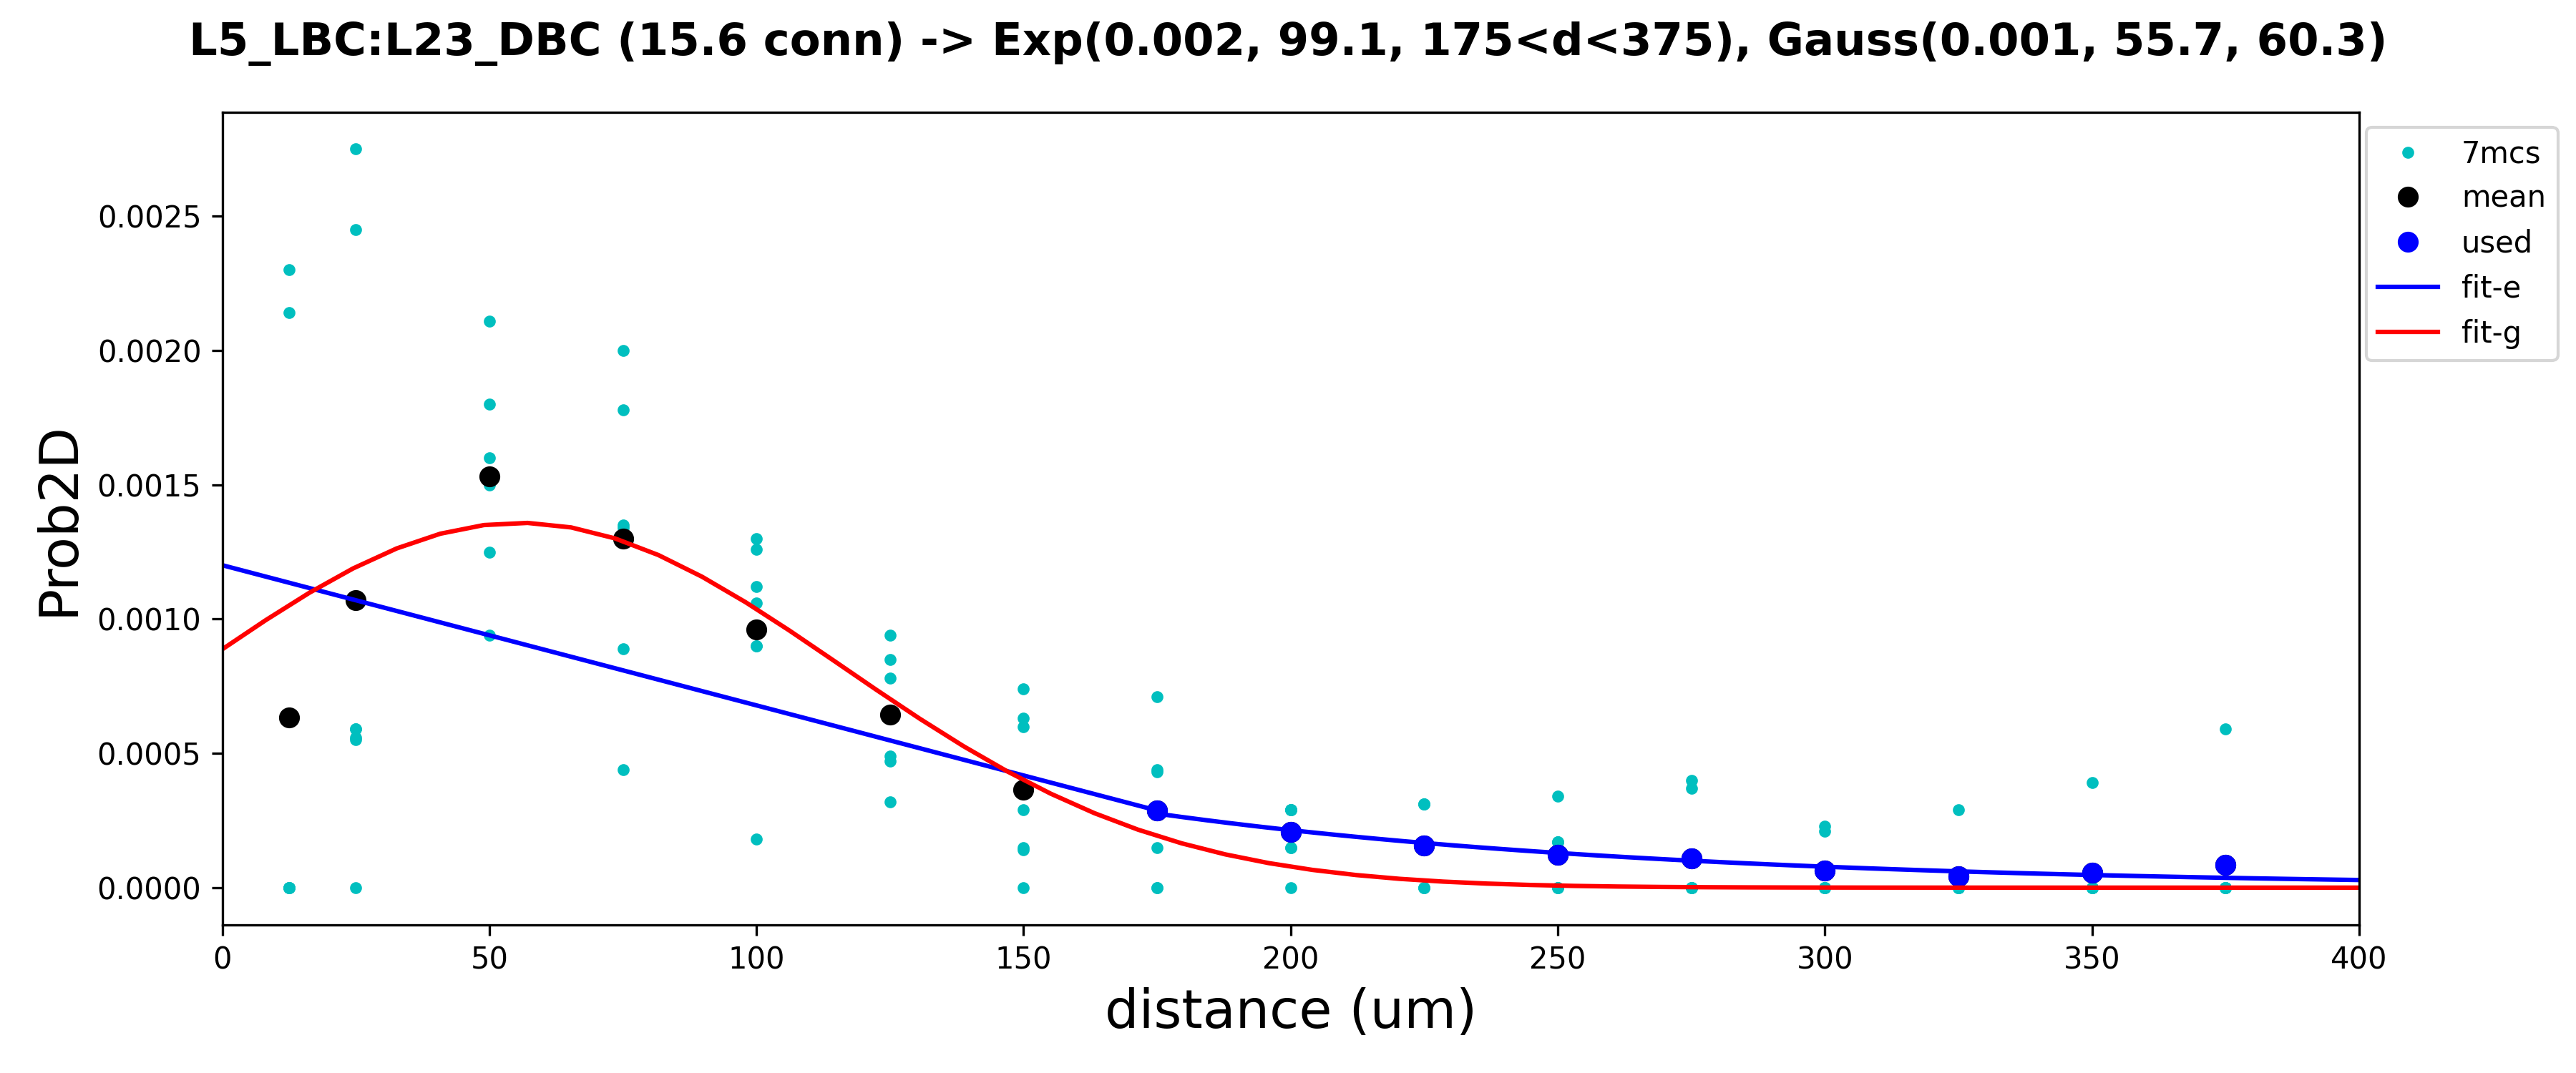 L5_LBC:L23_DBC (15.6 conn) -> Exp(0.002, 99.1, 175<d<375), Gauss(0.001, 55.7, 60.3)
7mcs
mean
used
fit-e
fit-g
Prob2D
0.0025
0.0020
0.0015
0.0010
0.0005
0.0000
0 50 100 150 200 250 300 350 400
distance (um)